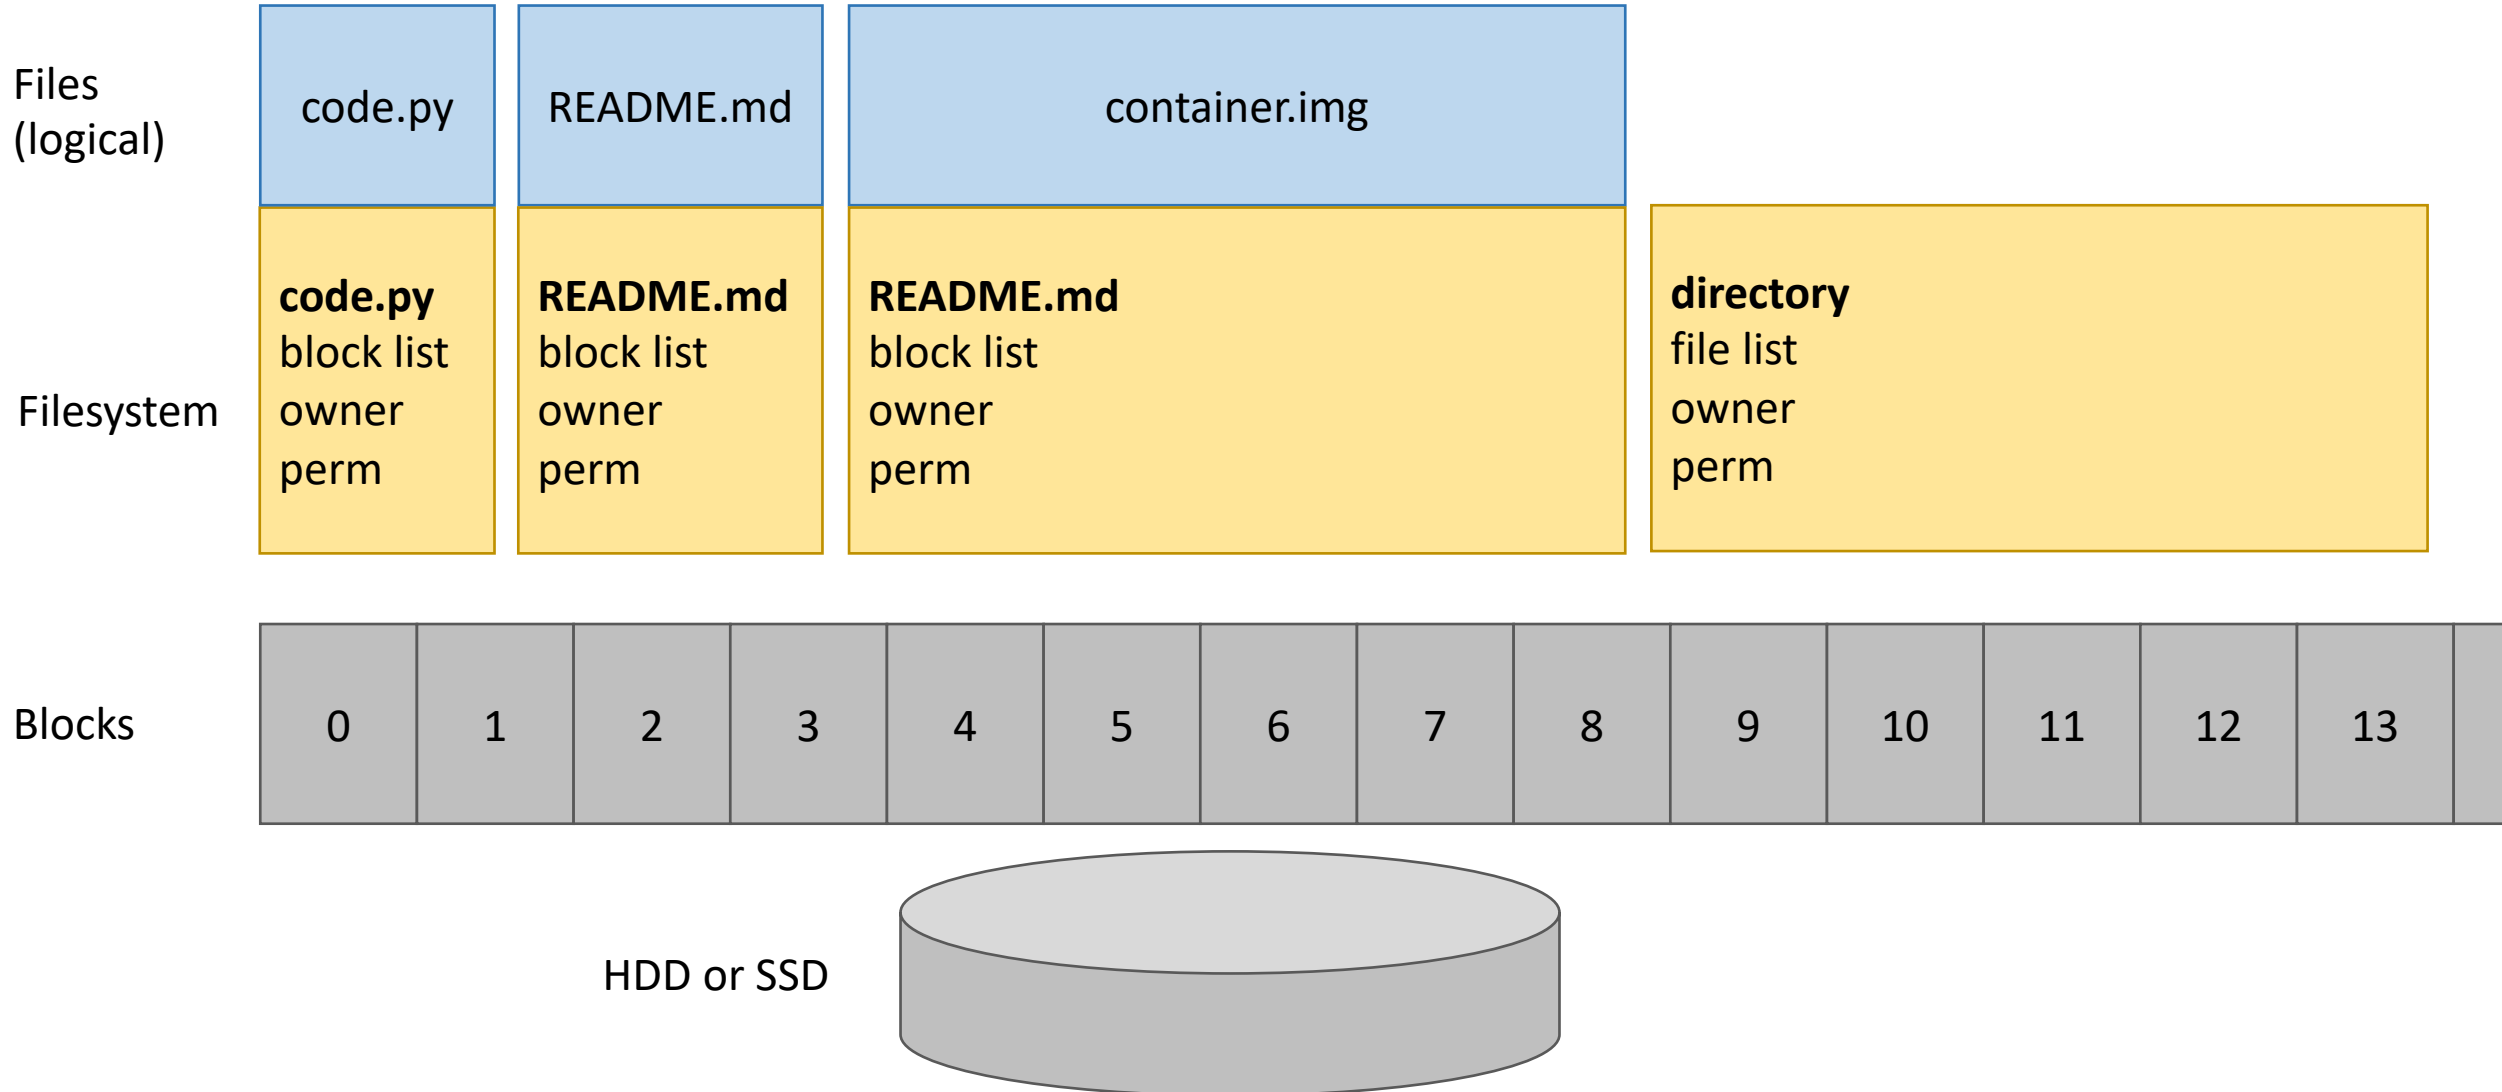 Files
(logical)
code.py
README.md
container.img
Filesystem
code.py
block list
owner
perm
README.md
block list
owner
perm
README.md
block list
owner
perm
directory
file list
owner
perm
Blocks
0
1
2
3
4
5
6
7
8
9
10
11
12
13
HDD or SSD